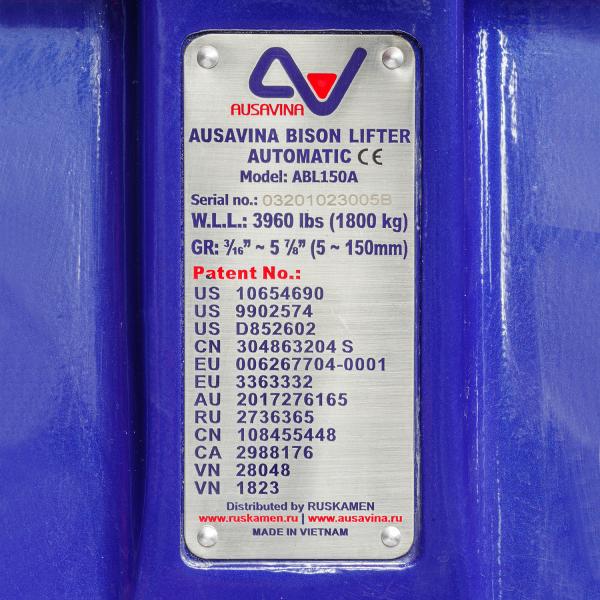 AUSAVINA
AUSAVINA BISON LIFTER
AUTOMATIC CE
Model: ABL150A
Serial no.: 03201023005B
W.L.L.: 3960 lbs (1800 kg)
GR: 3/16” ~ 5 7/8” (5 ~ 150mm)
Patent No.:
US 10654690
US 9902574
US D852602
CN 304863204 S
EU 006267704-0001
EU 3363332
AU 2017276165
RU 2736365
CN 108455448
CA 2988176
VN 28048
VN 1823
Distributed by RUSKAMEN
www.ruskamen.ru | www.ausavina.ru
MADE IN VIETNAM